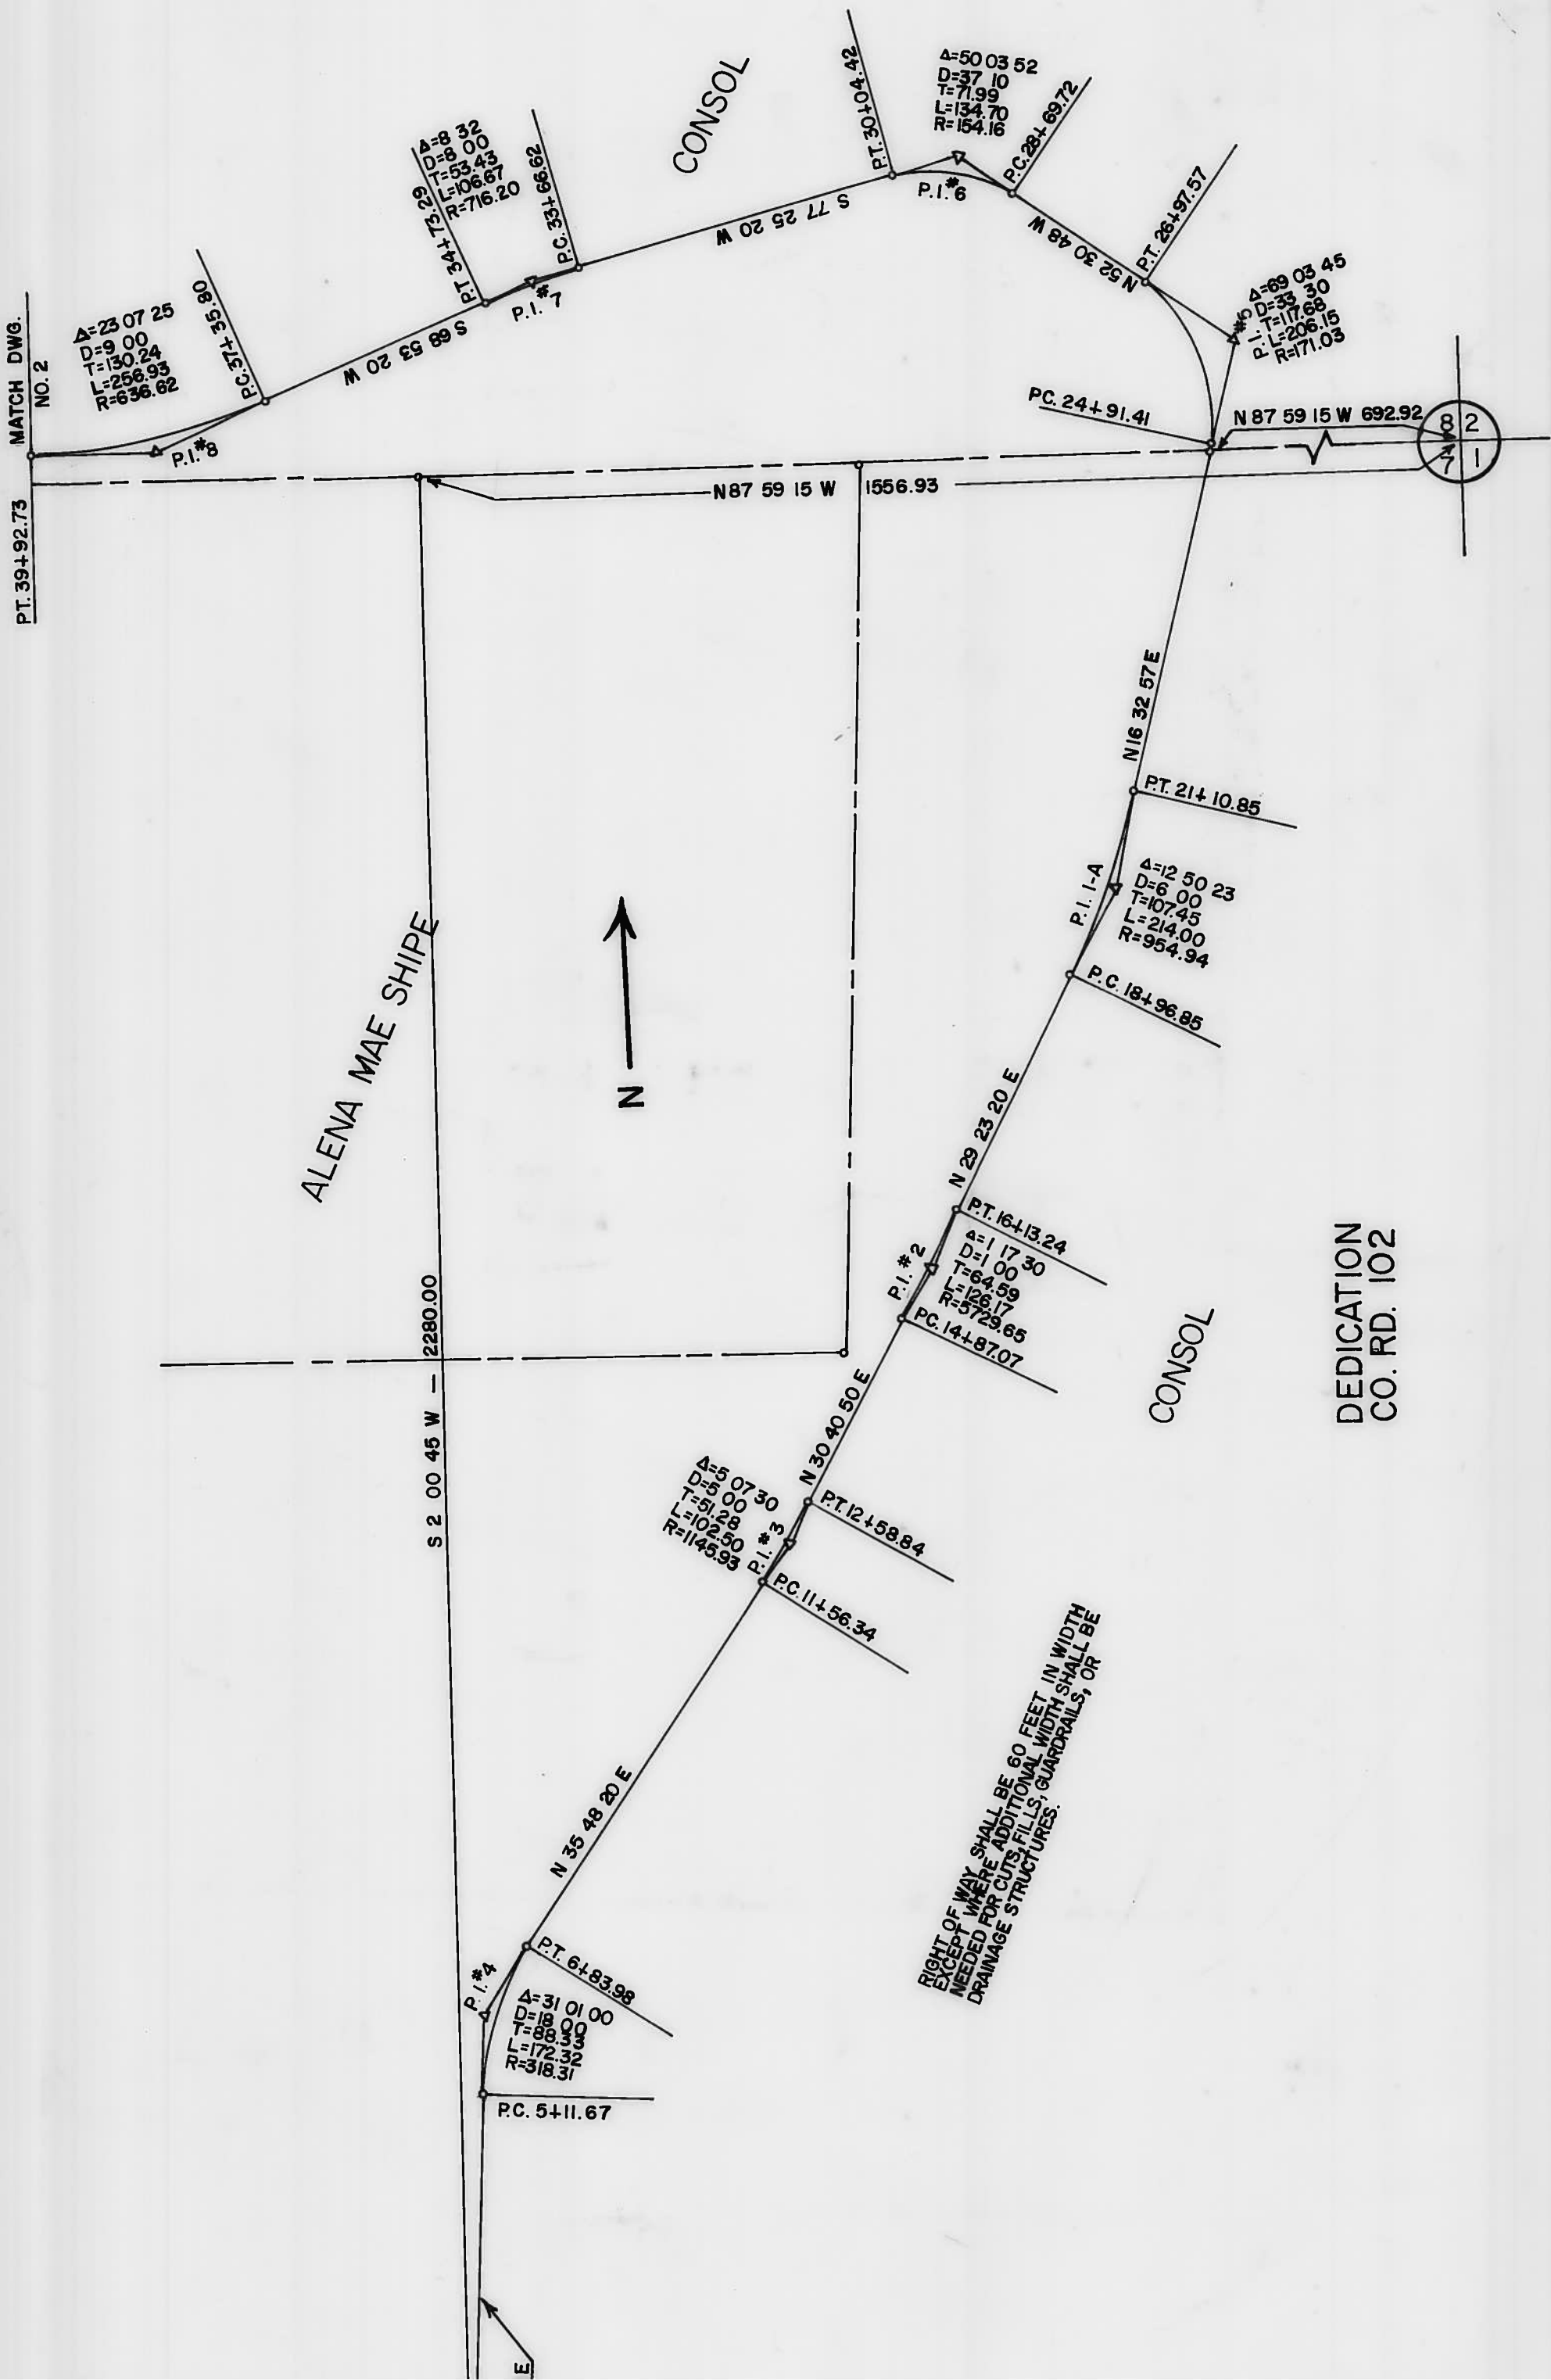 MATCH DWG.
NO. 2
PT. 39+92.73
Δ=23 07 25
D=9 00
T=130.24
L=256.93
R=636.62
P.I.#8
P.C. 37+35.80
S 68 53 20 W
Δ=8 32
D=8 00
T=53.43
L=106.67
R=716.20
P.T 34+73.29
P.I.#7
P.C. 33+66.62
CONSOL
S 77 25 20 W
P.T. 30+04.42
Δ=50 03 52
D=37 10
T=71.99
L=134.70
R=154.16
P.I.#6
P.C. 28+69.72
N 52 30 48 W
P.T. 26+97.57
Δ=69 03 45
D=33 30
T=117.68
L=206.15
R=171.03
P.I.#5
PC. 24+91.41
N 87 59 15 W 692.92
8 2
7 1
N 87 59 15 W 1556.93
N 16 32 57 E
P.T. 21+10.85
P.I. 1-A
Δ=12 50 23
D=6 00
T=107.45
L=214.00
R=954.94
P.C. 18+96.85
ALENA MAE SHIPE
N
N 29 23 20 E
P.T. 16+13.24
P.I. #2
Δ=1 17 30
D=1 00
T=64.59
L=126.17
R=5729.65
PC. 14+87.07
S 2 00 45 W — 2280.00
N 30 40 50 E
CONSOL
DEDICATION
CO. RD. 102
Δ=5 07 30
D=5 00
T=51.28
L=102.50
R=1145.93
P.I. #3
P.T. 12+58.84
P.C. 11+56.34
N 35 48 20 E
RIGHT OF WAY SHALL BE 60 FEET IN WIDTH
EXCEPT WHERE ADDITIONAL WIDTH SHALL BE
NEEDED FOR CUTS, FILLS, GUARDRAILS, OR
DRAINAGE STRUCTURES.
P.I.#4
P.T. 6+83.98
Δ=31 01 00
D=18 00
T=88.33
L=172.32
R=318.31
P.C. 5+11.67
E